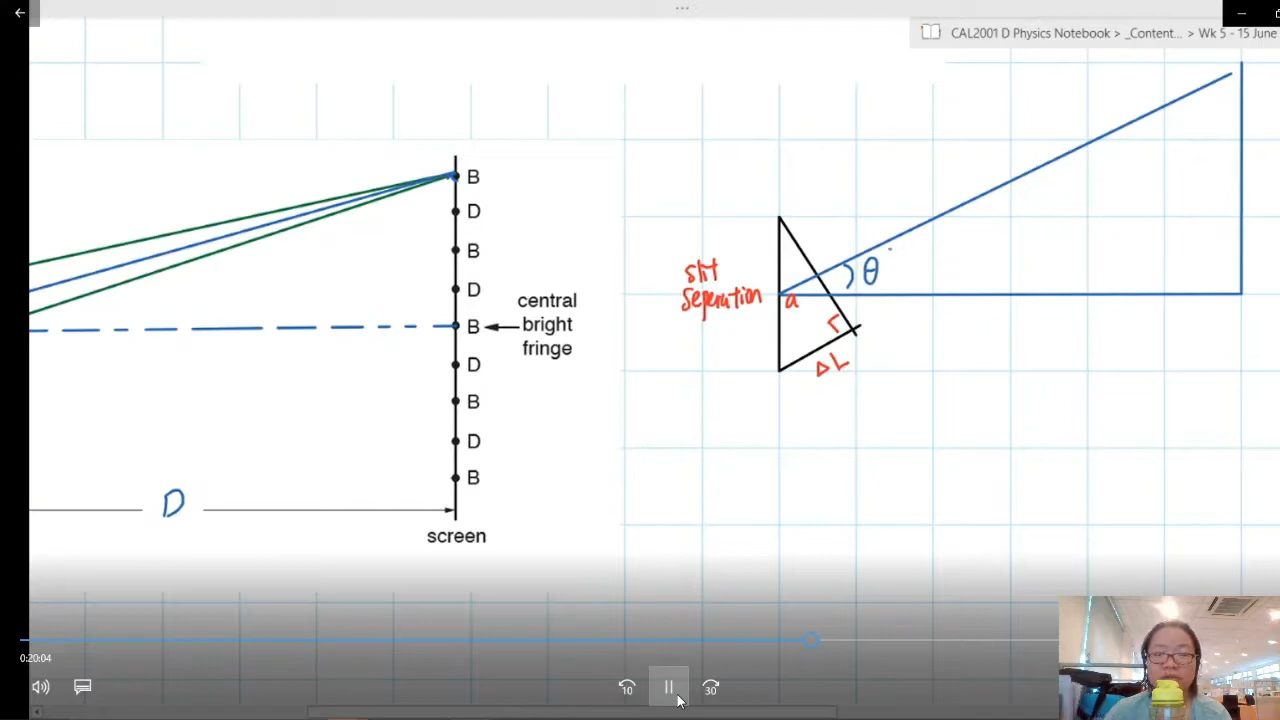 CAL2001 D Physics Notebook > _Content... > Wk 5 - 15 June
B
D
B
D
B
central
bright
fringe
D
B
D
B
D
screen
slit
seperation
a
θ
ΔL
0:20:04
10
30